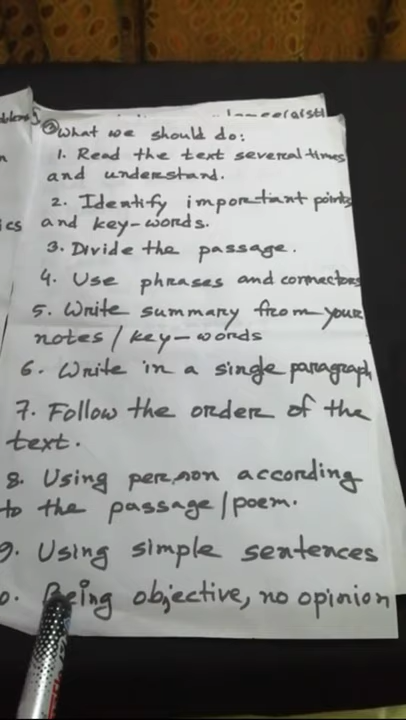 ② What we should do:
1. Read the text several times
and understand.
2. Identify important points
and key-words.
3. Divide the passage.
4. Use phrases and connectors
5. Write summary from your
notes/key-words
6. Write in a single paragraph
7. Follow the order of the
text.
8. Using person according
to the passage/poem.
9. Using simple sentences
0. Being objective, no opinion